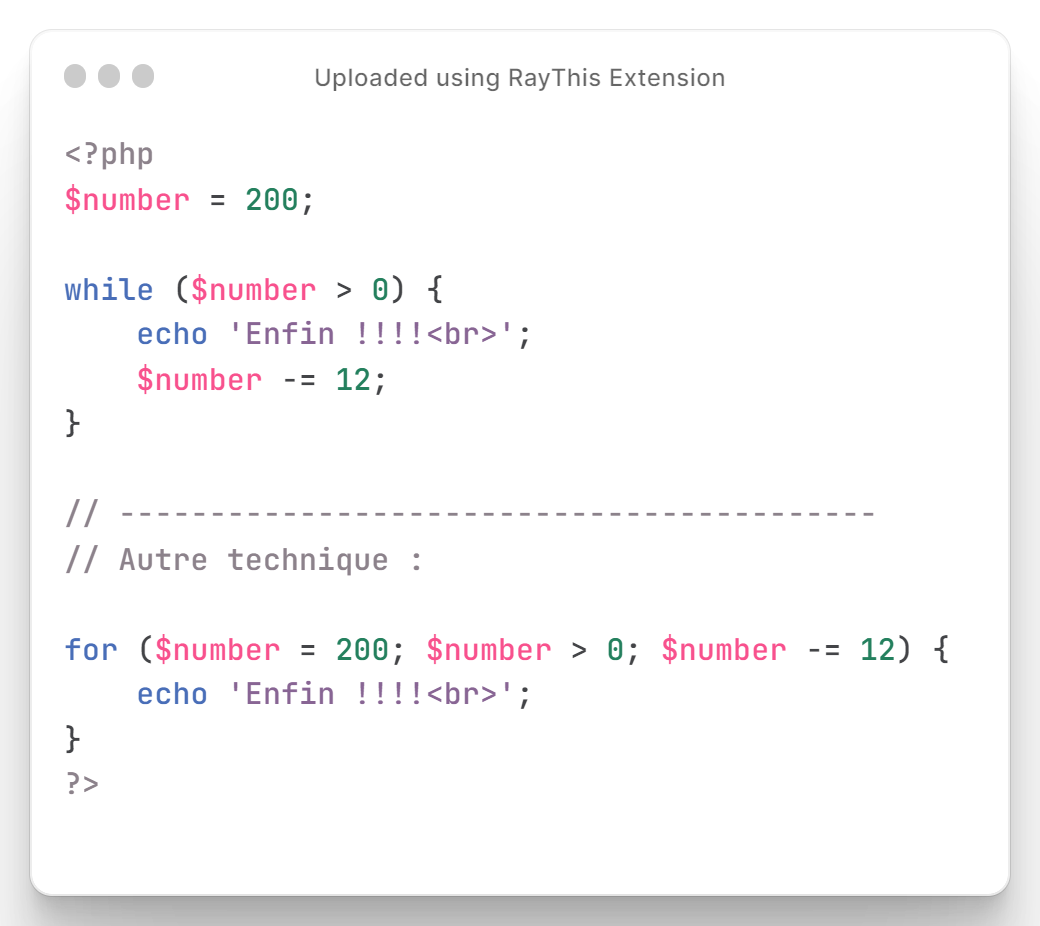 Uploaded using RayThis Extension
<?php
$number = 200;
while ($number > 0) {
    echo 'Enfin !!!!<br>';
    $number -= 12;
}
// ------------------------------------------
// Autre technique :
for ($number = 200; $number > 0; $number -= 12) {
    echo 'Enfin !!!!<br>';
}
?>